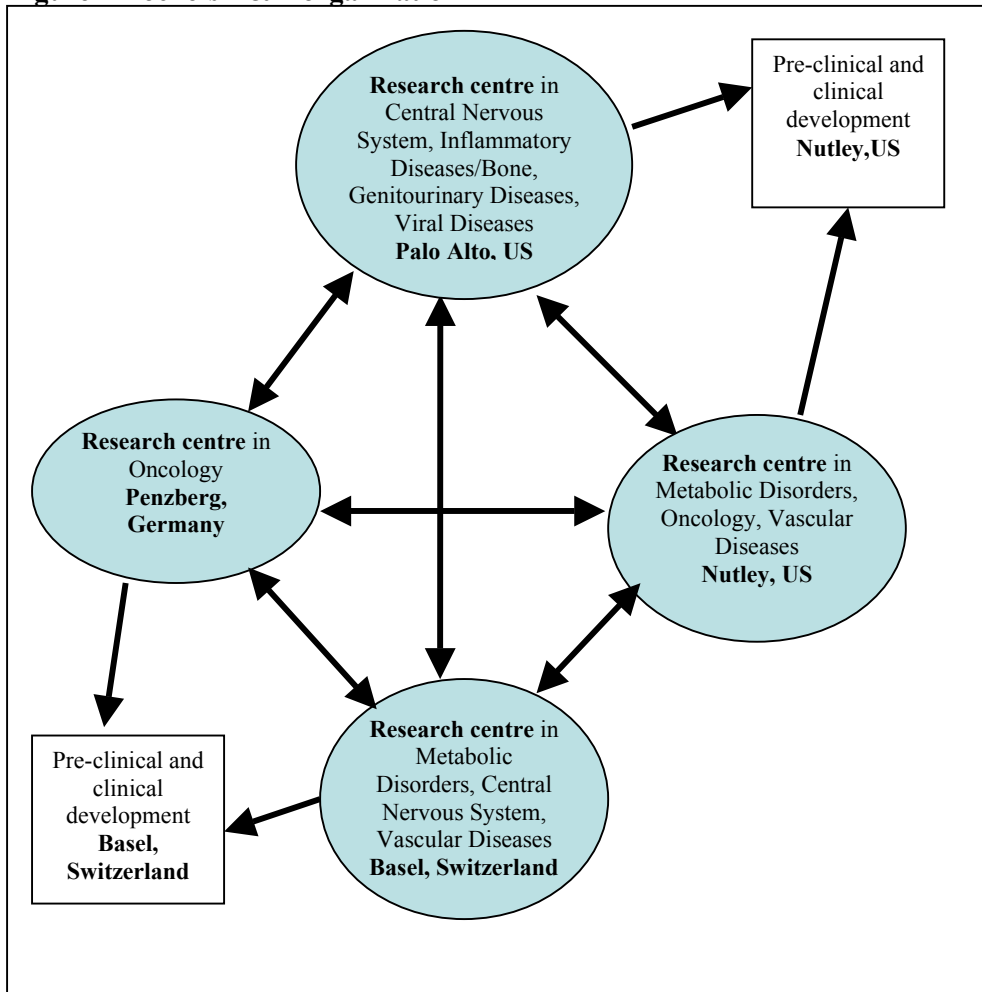 Research centre in
Central Nervous
System, Inflammatory
Diseases/Bone,
Genitourinary Diseases,
Viral Diseases
Palo Alto, US
Pre-clinical and
clinical
development
Nutley,US
Research centre in
Oncology
Penzberg,
Germany
Research centre in
Metabolic Disorders,
Oncology, Vascular
Diseases
Nutley, US
Research centre in
Metabolic
Disorders, Central
Nervous System,
Vascular Diseases
Basel, Switzerland
Pre-clinical and
clinical
development
Basel,
Switzerland